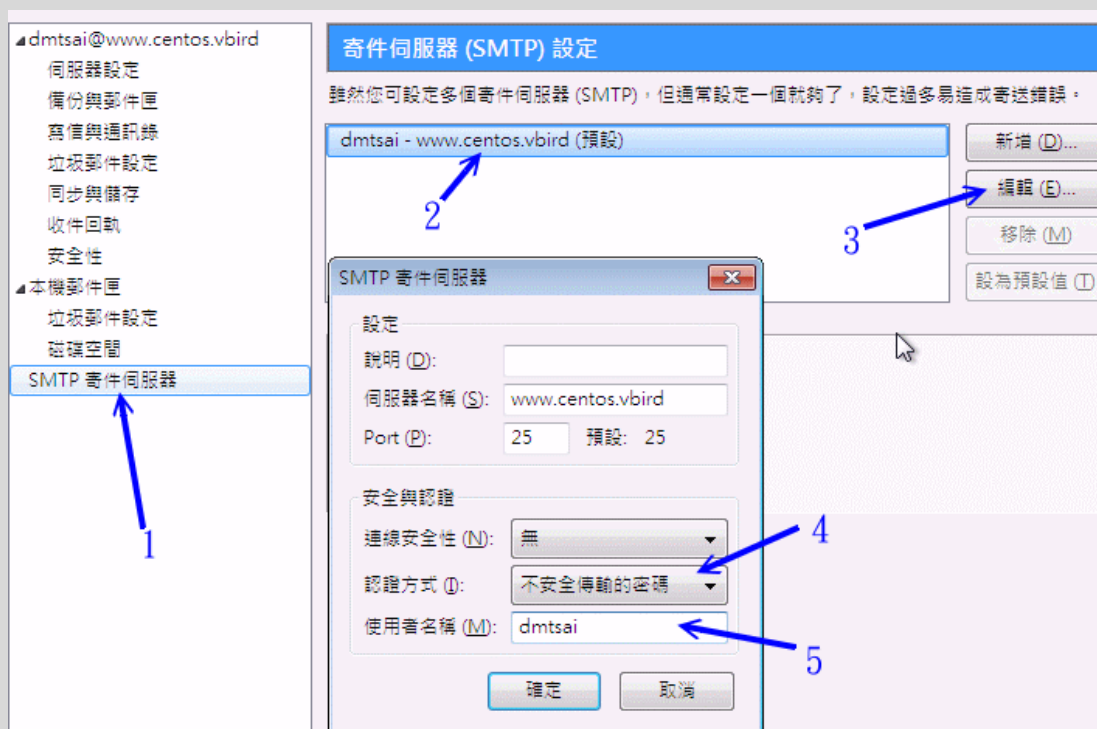 dmtsai@www.centos.vbird
伺服器設定
備份與郵件匣
寫信與通訊錄
垃圾郵件設定
同步與儲存
收件回執
安全性
本機郵件匣
垃圾郵件設定
磁碟空間
SMTP 寄件伺服器
1
寄件伺服器 (SMTP) 設定
雖然您可設定多個寄件伺服器 (SMTP)，但通常設定一個就夠了，設定過多易造成寄送錯誤。
dmtsai - www.centos.vbird (預設)
2
新增 (D)...
編輯 (E)...
3
移除 (M)
設為預設值 (T)
SMTP 寄件伺服器
設定
說明 (D):
伺服器名稱 (S): www.centos.vbird
Port (P): 25 預設: 25
安全與認證
連線安全性 (N): 無
4
認證方式 (I): 不安全傳輸的密碼
使用者名稱 (M): dmtsai
5
確定 取消